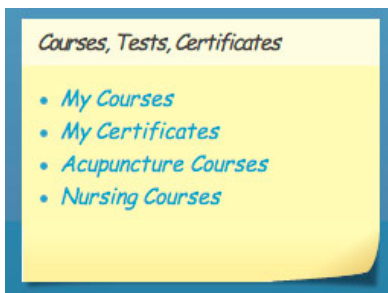 Courses, Tests, Certificates
My Courses
My Certificates
Acupuncture Courses
Nursing Courses